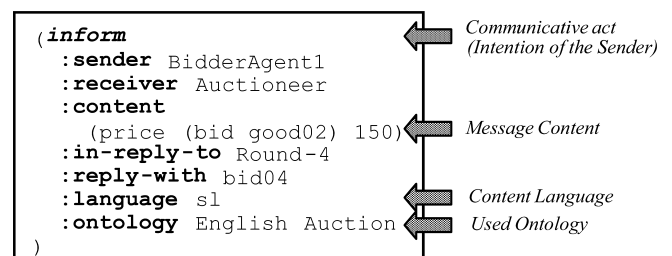 (inform
:sender BidderAgent1
:receiver Auctioneer
:content
(price (bid good02) 150)
:in-reply-to Round-4
:reply-with bid04
:language sl
:ontology English Auction
)
Communicative act
(Intention of the Sender)
Message Content
Content Language
Used Ontology